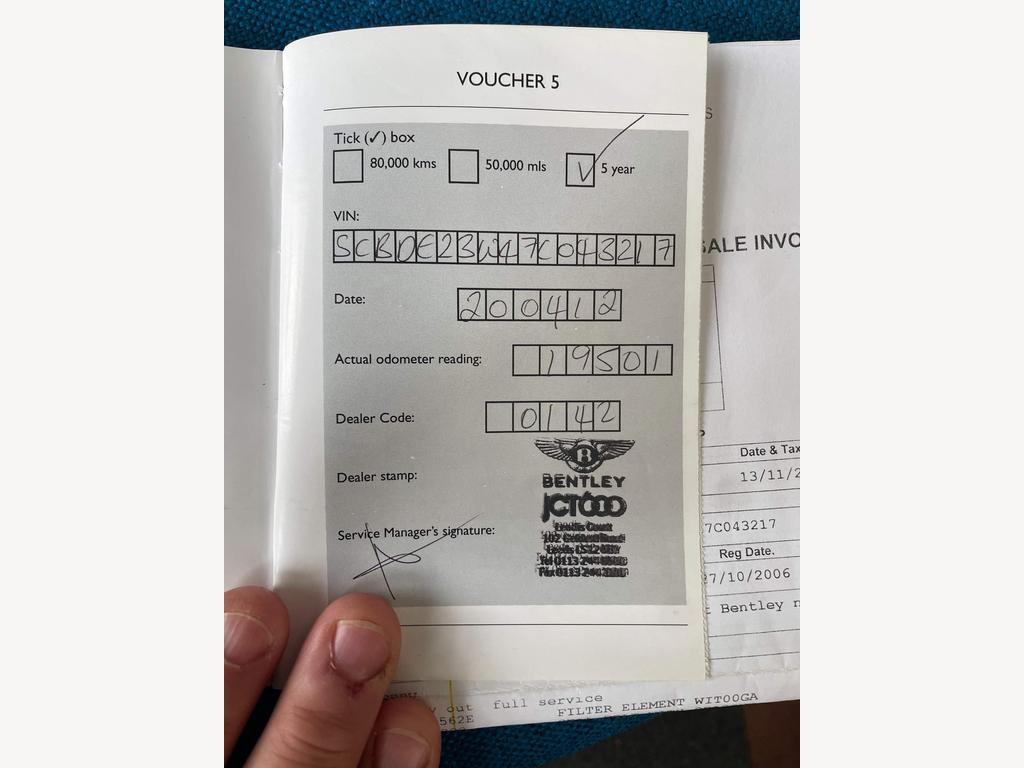 VOUCHER 5
Tick (✓) box
80,000 kms
50,000 mls
✓ 5 year
VIN:
SCBDE23W47C043217
Date:
200412
Actual odometer reading:
19501
Dealer Code:
0142
Dealer stamp:
B
BENTLEY
JCT600
Service Manager's signature:
S
SALE INVO
Date & Tax
13/11/2
7C043217
Reg Date.
7/10/2006
Bentley n
out full service
562E
FILTER ELEMENT WIT00GA